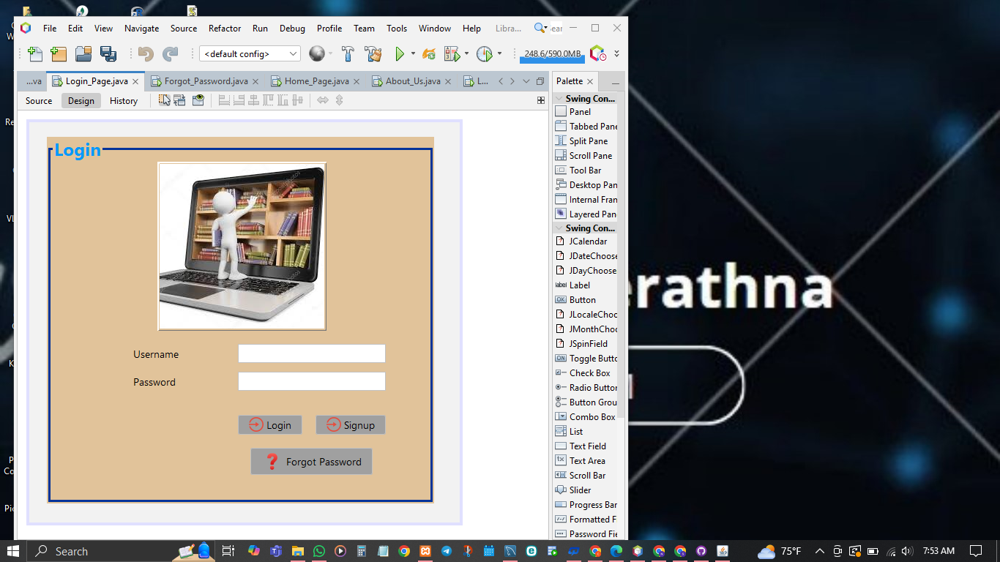 File Edit View Navigate Source Refactor Run Debug Profile Team Tools Window Help Libra...
<default config>
248.6/590.0MB
...va Login_Page.java Forgot_Password.java Home_Page.java About_Us.java L...
Palette
Source Design History
Swing Con...
Panel
Tabbed Pane
Split Pane
Scroll Pane
Tool Bar
Desktop Pan
Internal Fran
Layered Pan
Swing Con...
JCalendar
JDateChoose
JDayChoose
label Label
OK Button
JLocaleChoo
JMonthChoo
JSpinField
ON Toggle Butto
Check Box
Radio Button
Button Grou
Combo Box
List
Text Field
Text Area
Scroll Bar
Slider
Progress Bar
Formatted F
Password Fie
Login
Username
Password
Login Signup
Forgot Password
erathna
Search
75°F
7:53 AM